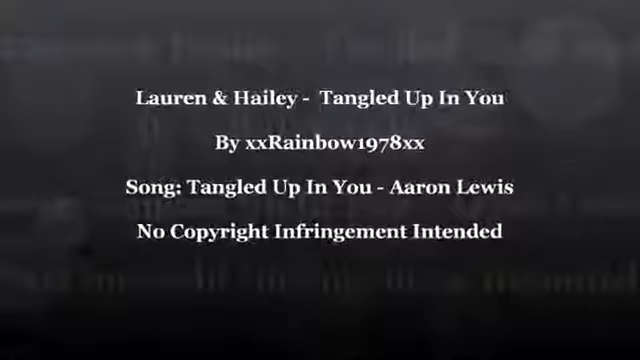 Lauren & Hailey - Tangled Up In You
By xxRainbow1978xx
Song: Tangled Up In You - Aaron Lewis
No Copyright Infringement Intended